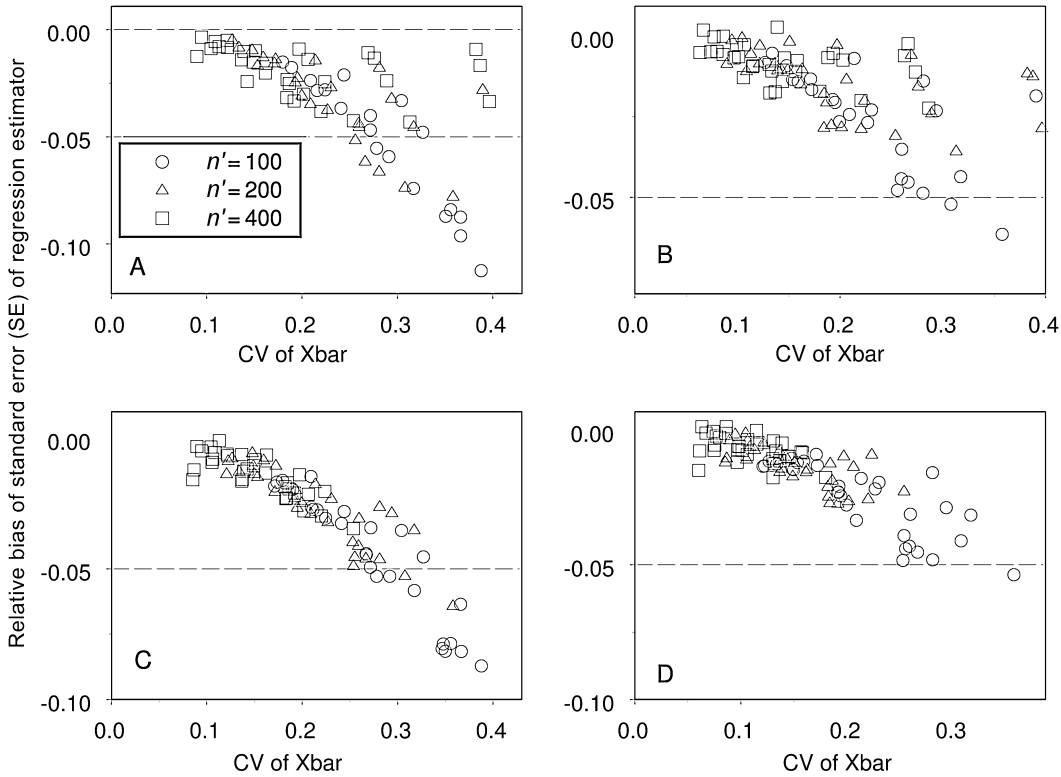 Relative bias of standard error (SE) of regression estimator
0.00
-0.05
-0.10
n′= 100
n′= 200
n′= 400
A
0.0 0.1 0.2 0.3 0.4
CV of Xbar
0.00
-0.05
B
0.0 0.1 0.2 0.3 0.4
CV of Xbar
0.00
-0.05
-0.10
C
0.0 0.1 0.2 0.3 0.4
CV of Xbar
0.00
-0.05
-0.10
D
0.0 0.1 0.2 0.3
CV of Xbar